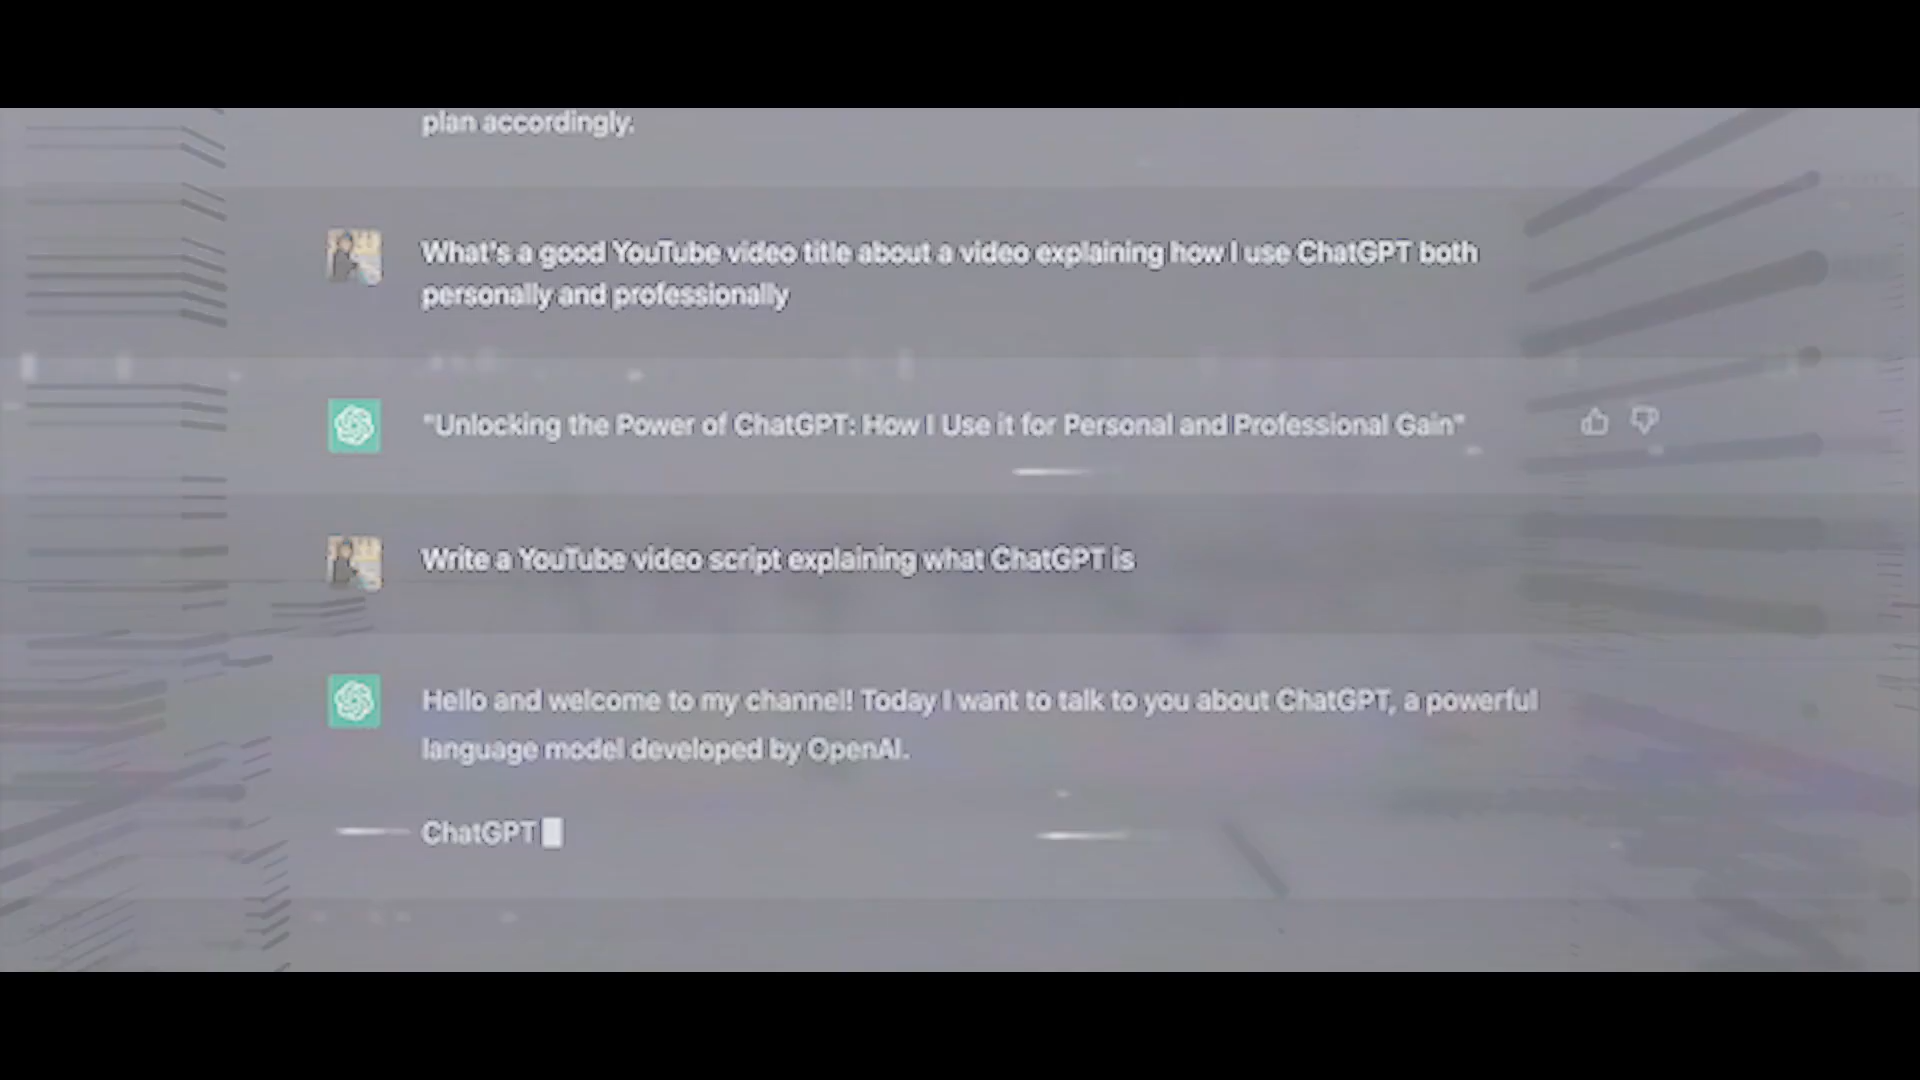 plan accordingly.
What's a good YouTube video title about a video explaining how I use ChatGPT both
personally and professionally
"Unlocking the Power of ChatGPT: How I Use it for Personal and Professional Gain"
Write a YouTube video script explaining what ChatGPT is
Hello and welcome to my channel! Today I want to talk to you about ChatGPT, a powerful
language model developed by OpenAI.
ChatGPT